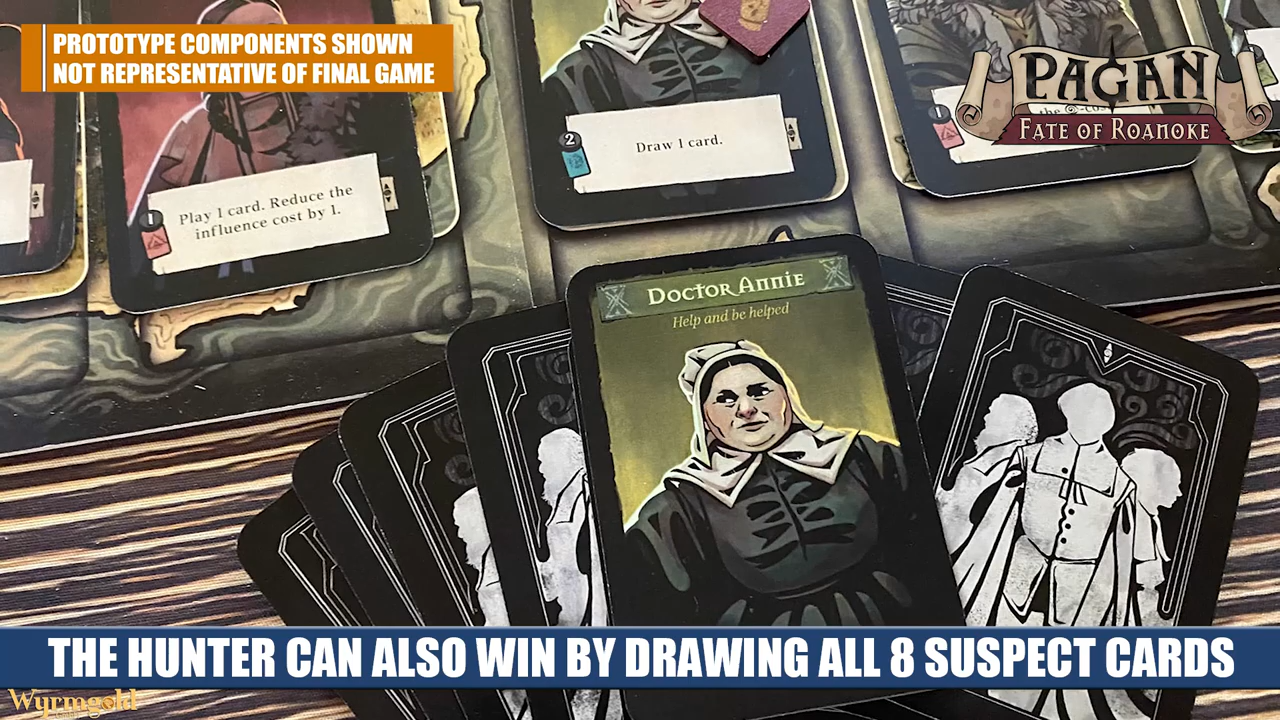 PROTOTYPE COMPONENTS SHOWN
NOT REPRESENTATIVE OF FINAL GAME
PAGAN
FATE OF ROANOKE
2
Draw 1 card.
1
Play 1 card. Reduce the
influence cost by 1.
DOCTOR ANNIE
Help and be helped
THE HUNTER CAN ALSO WIN BY DRAWING ALL 8 SUSPECT CARDS
Wyrmgold